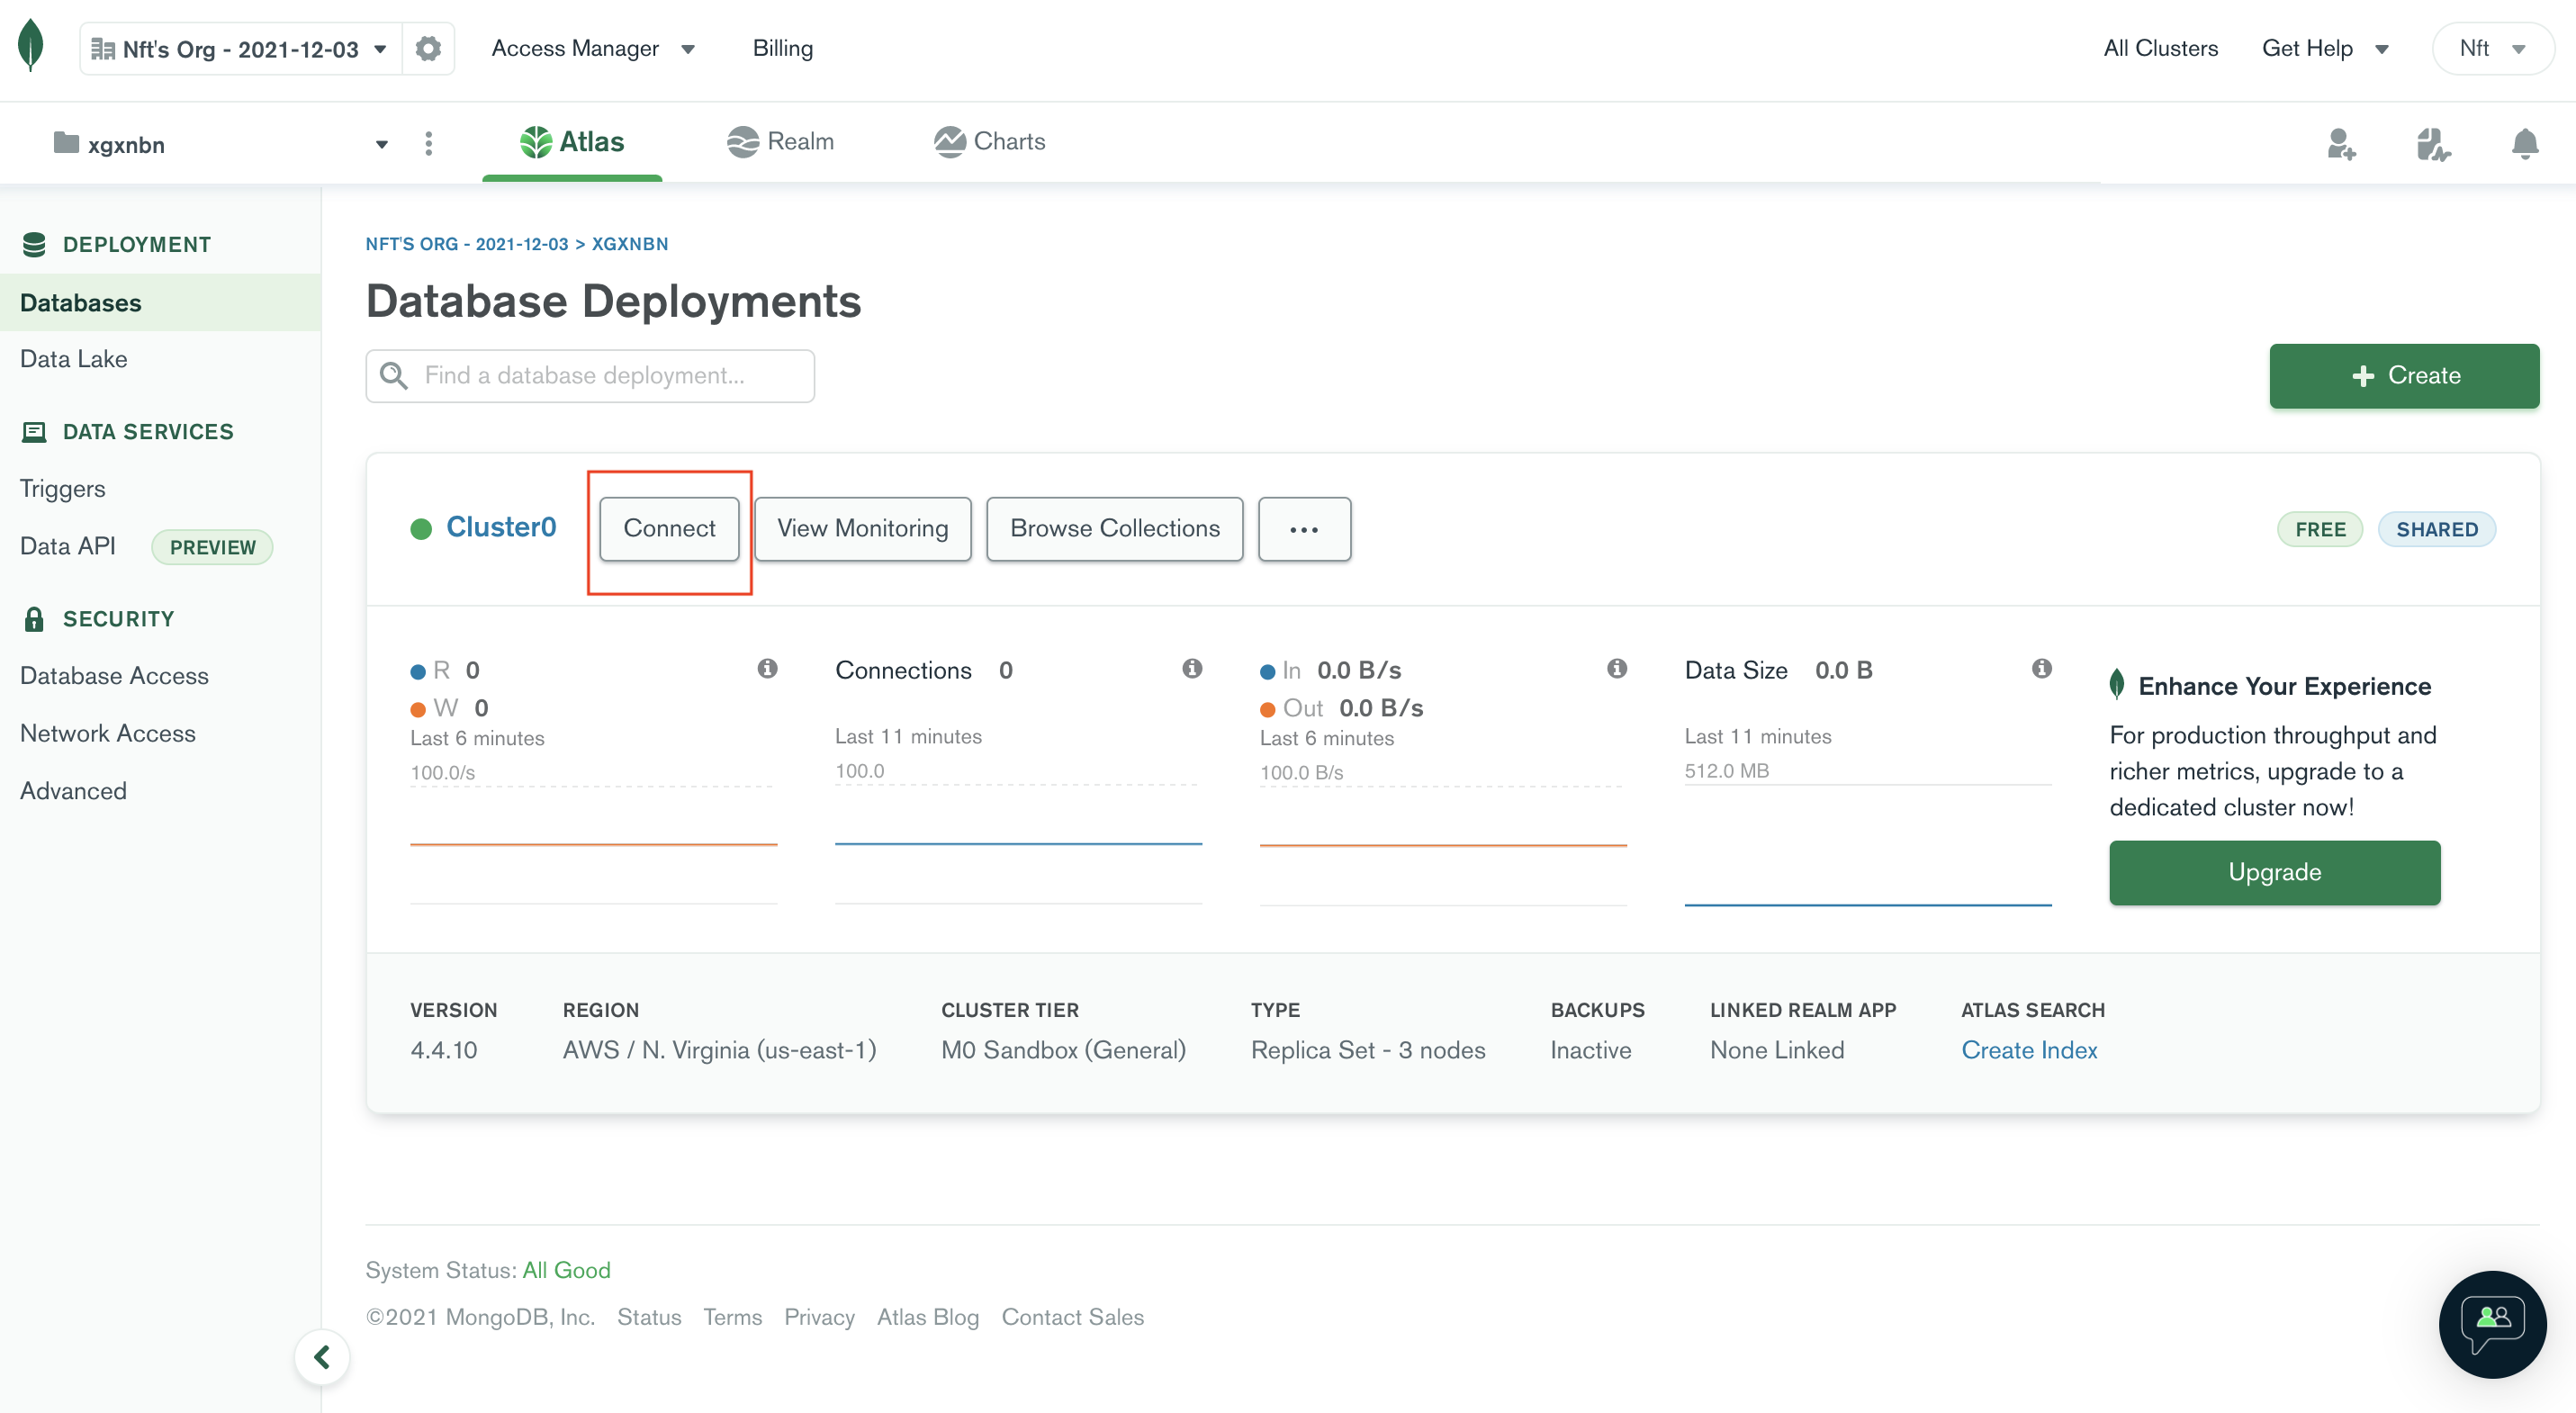 Nft's Org - 2021-12-03
Access Manager
Billing
All Clusters
Get Help
Nft
xgxnbn
Atlas
Realm
Charts
DEPLOYMENT
Databases
Data Lake
DATA SERVICES
Triggers
Data API PREVIEW
SECURITY
Database Access
Network Access
Advanced
NFT'S ORG - 2021-12-03 > XGXNBN
Database Deployments
Find a database deployment...
+ Create
Cluster0
Connect
View Monitoring
Browse Collections
...
FREE
SHARED
R 0
W 0
Last 6 minutes
100.0/s
Connections 0
Last 11 minutes
100.0
In 0.0 B/s
Out 0.0 B/s
Last 6 minutes
100.0 B/s
Data Size 0.0 B
Last 11 minutes
512.0 MB
Enhance Your Experience
For production throughput and
richer metrics, upgrade to a
dedicated cluster now!
Upgrade
VERSION
4.4.10
REGION
AWS / N. Virginia (us-east-1)
CLUSTER TIER
M0 Sandbox (General)
TYPE
Replica Set - 3 nodes
BACKUPS
Inactive
LINKED REALM APP
None Linked
ATLAS SEARCH
Create Index
System Status: All Good
©2021 MongoDB, Inc. Status Terms Privacy Atlas Blog Contact Sales